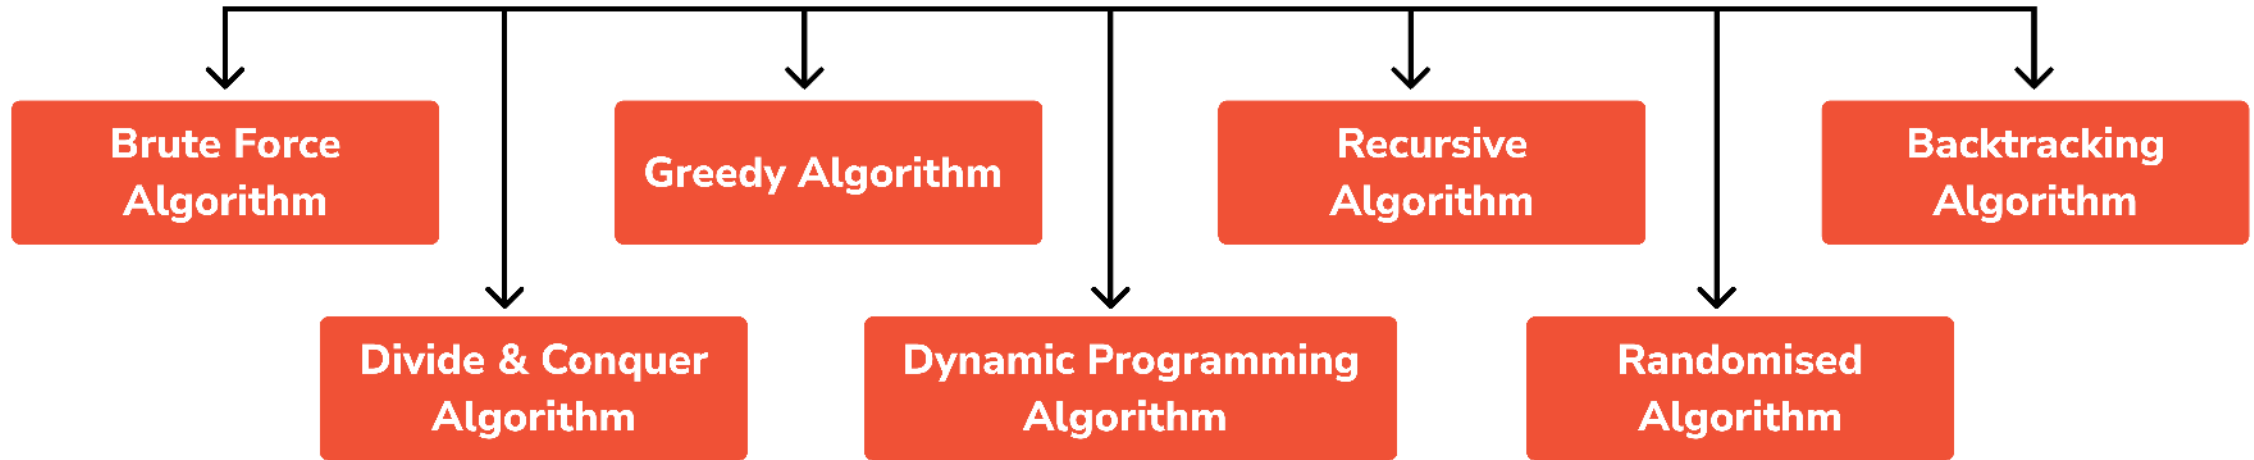 Brute Force
Algorithm
Greedy Algorithm
Recursive
Algorithm
Backtracking
Algorithm
Divide & Conquer
Algorithm
Dynamic Programming
Algorithm
Randomised
Algorithm